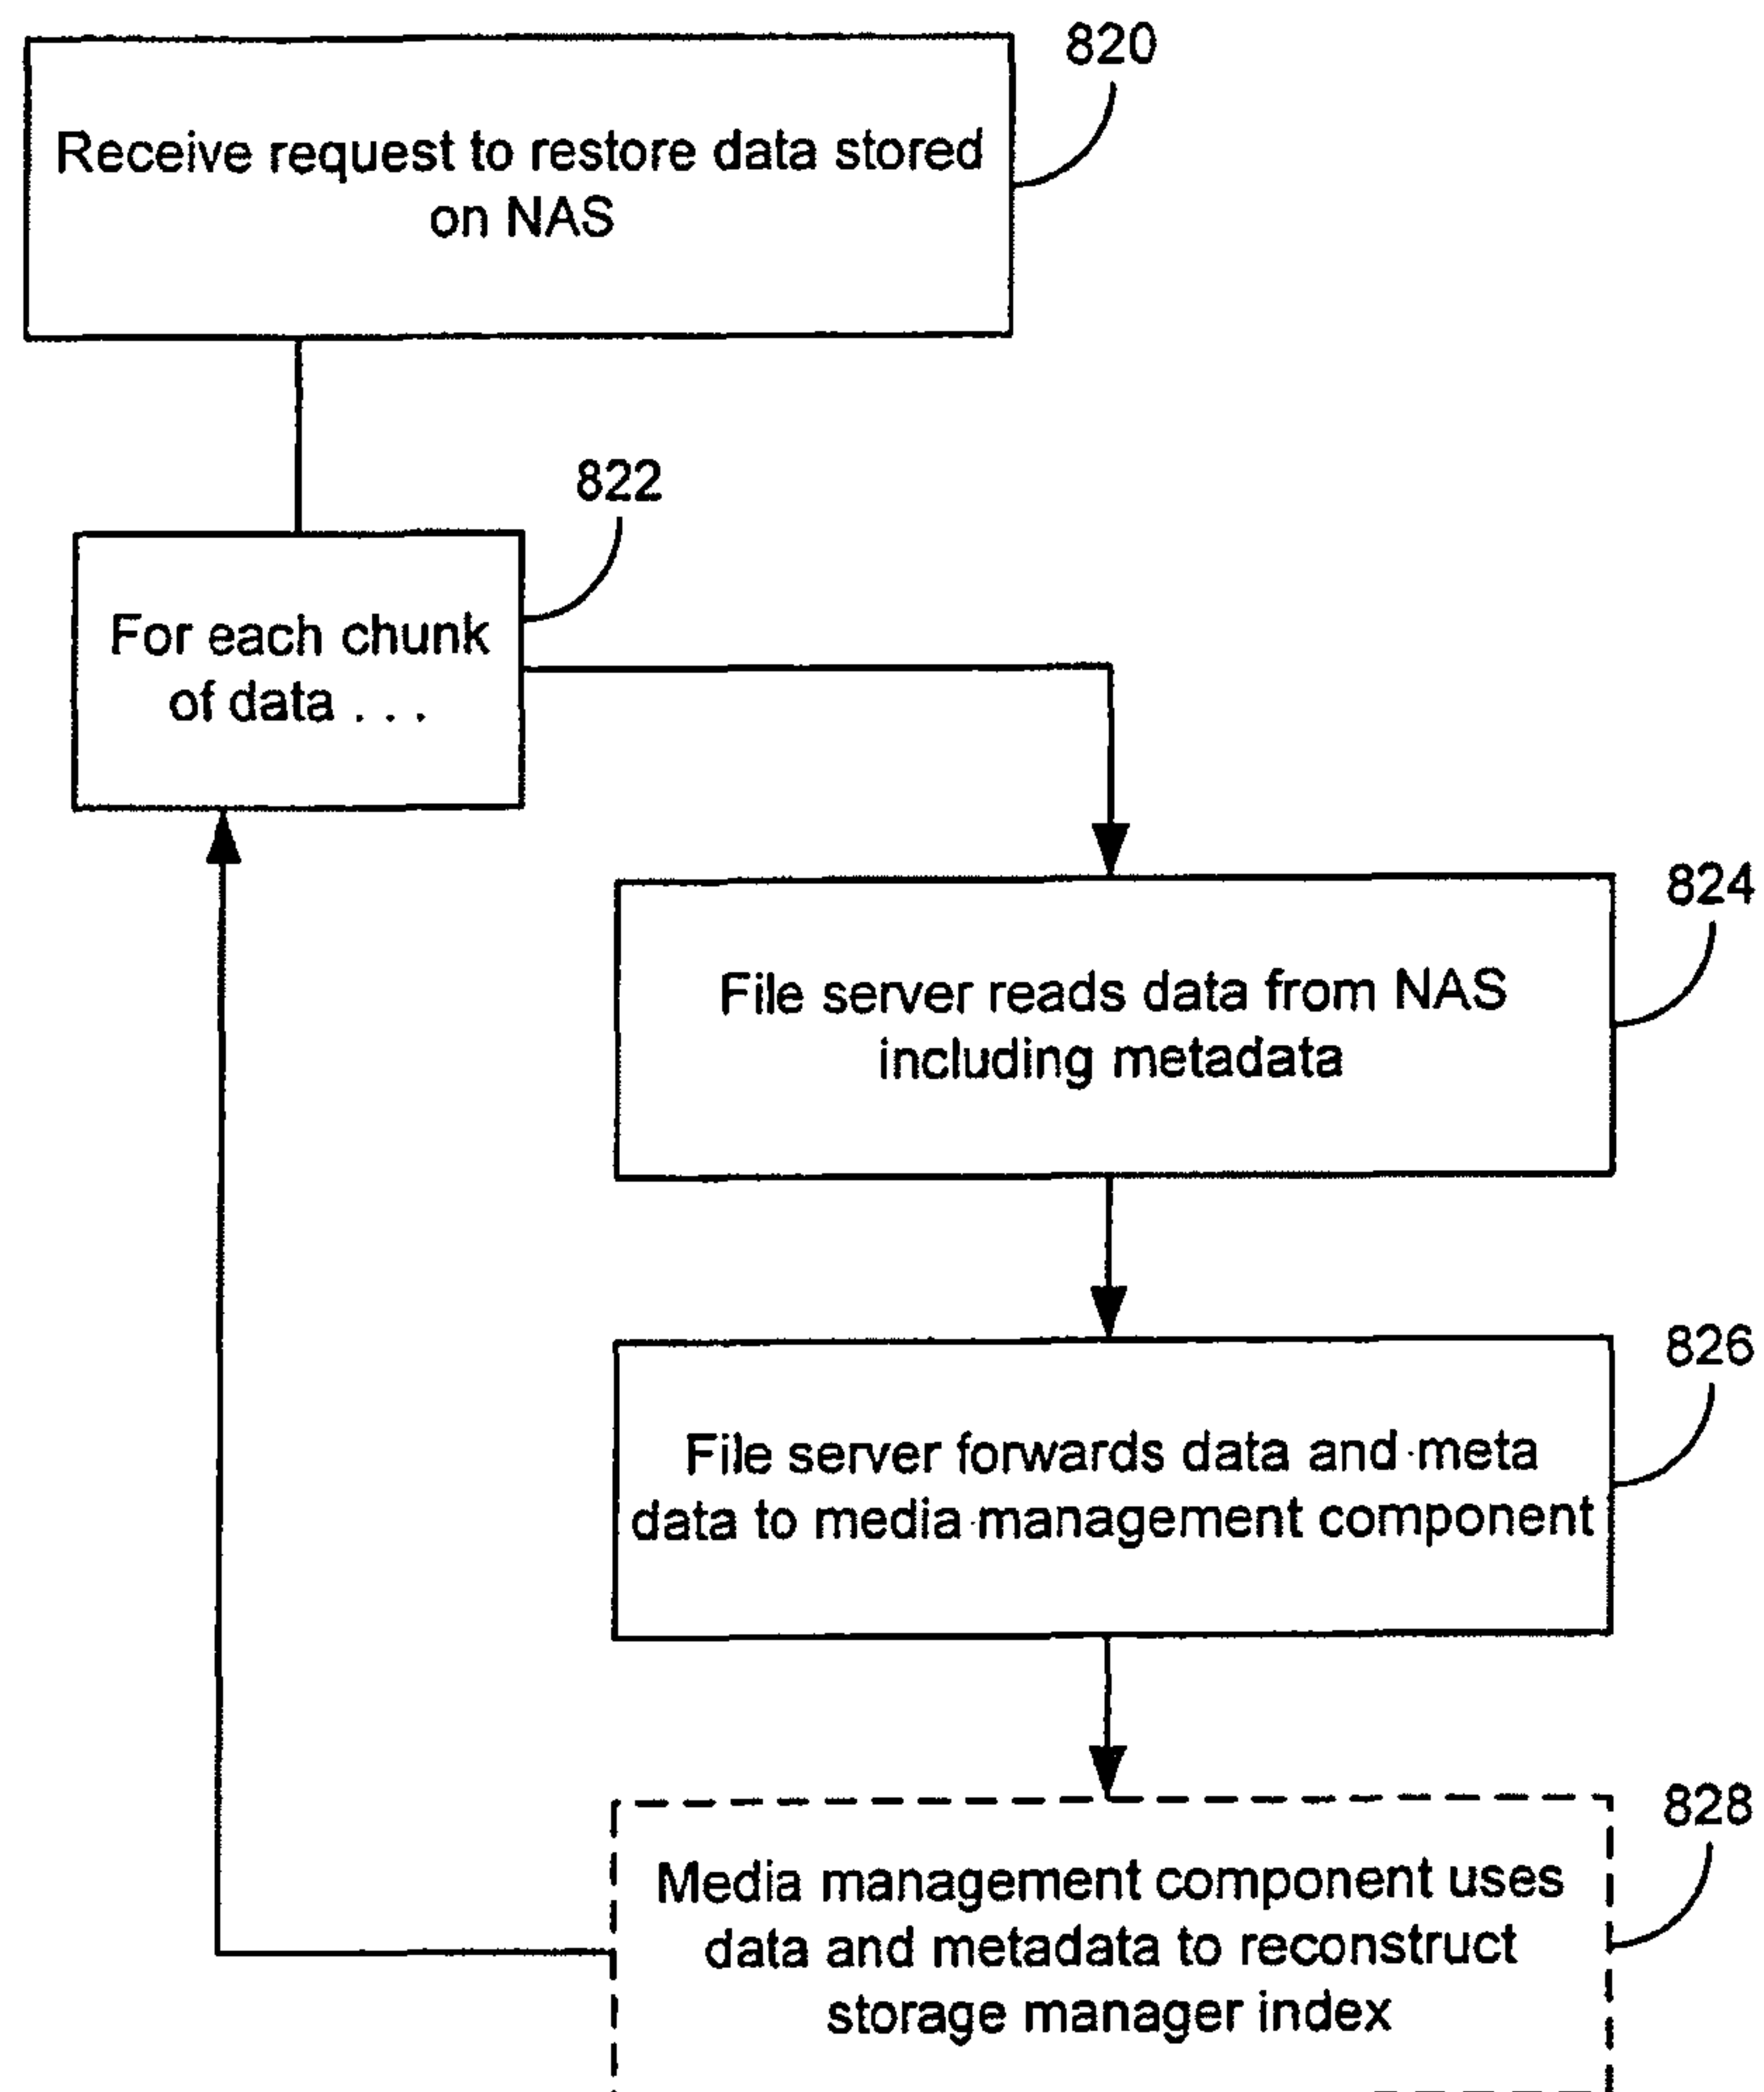 820
Receive request to restore data stored
on NAS
822
For each chunk
of data . . .
824
File server reads data from NAS
including metadata
826
File server forwards data and meta
data to media management component
828
Media management component uses
data and metadata to reconstruct
storage manager index